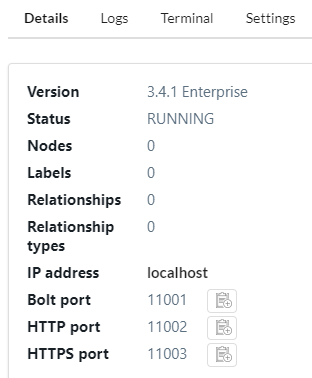 Details Logs Terminal Settings
Version 3.4.1 Enterprise
Status RUNNING
Nodes 0
Labels 0
Relationships 0
Relationship 0
types
IP address localhost
Bolt port 11001
HTTP port 11002
HTTPS port 11003